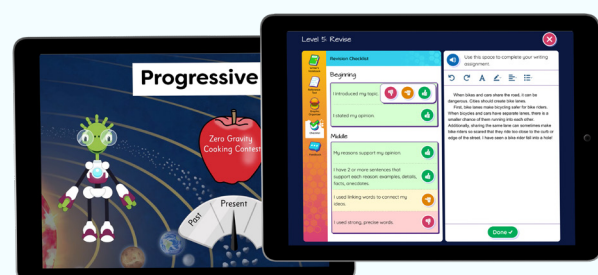 Progressive
Zero Gravity
Cooking Contest
Past
Present
Level 5: Revise
Revision Checklist
Beginning
I introduced my topic.
I stated my opinion.
Middle
My reasons support my opinion.
I have 2 or more sentences that
support each reason: examples, details,
facts, anecdotes.
I used linking words to connect my
ideas.
I used strong, precise words.
Use this space to complete your writing
assignment.
When bikes and cars share the road, it can be
dangerous. Cities should create bike lanes.
First, bike lanes make bicycling safer for bike riders.
When bicycles and cars have separate lanes, there is a
smaller chance of them running into each other.
Additionally, sharing the same lane can sometimes make
bike riders so scared that they ride too close to the curb or
edge of the street. I have seen a bike rider fall into a hole!
Done